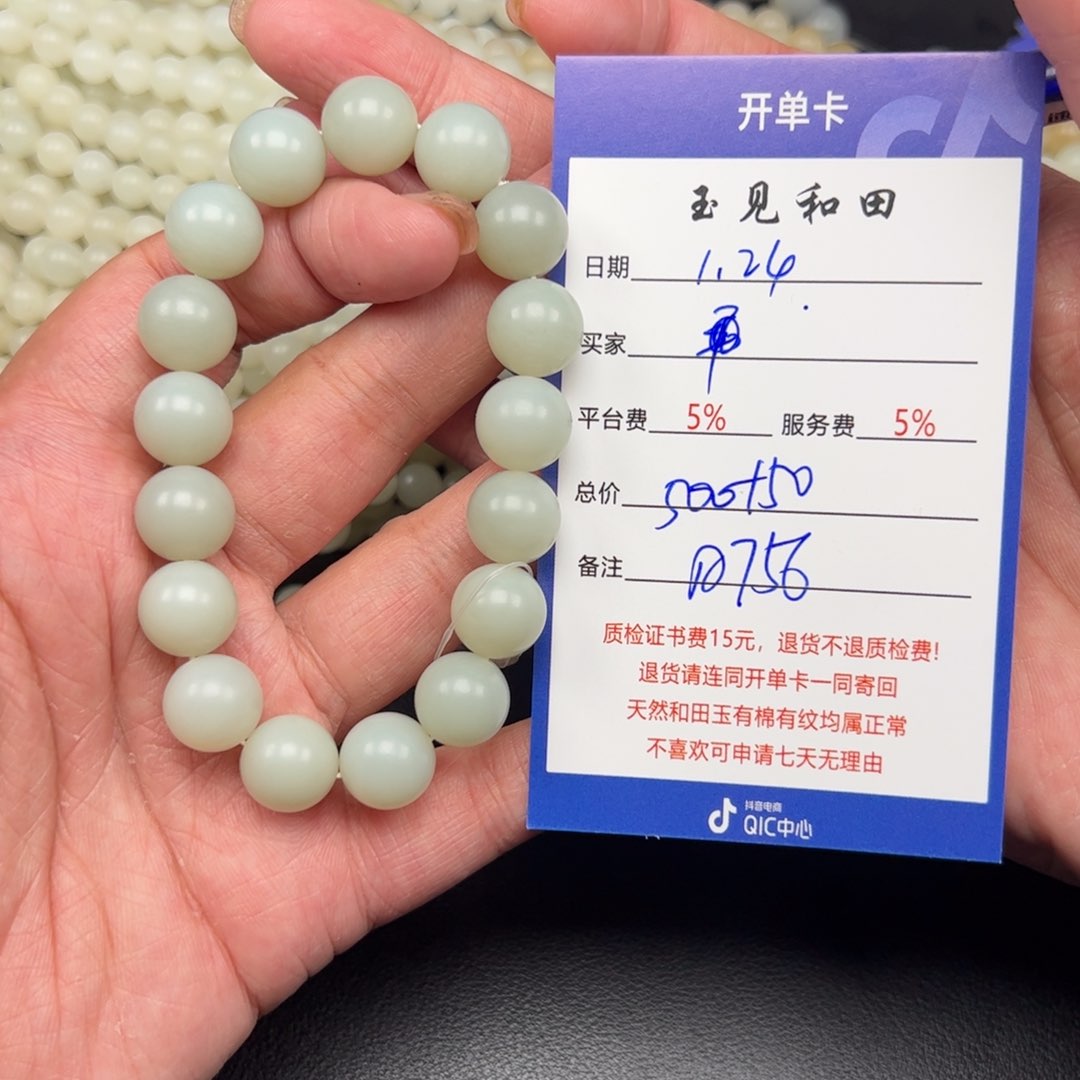 开单卡
玉见和田
日期 1.24
买家
平台费 5% 服务费 5%
总价 500+50
备注 D756
质检证书费15元，退货不退质检费！
退货请连同开单卡一同寄回
天然和田玉有棉有纹均属正常
不喜欢可申请七天无理由
抖音电商
QIC中心